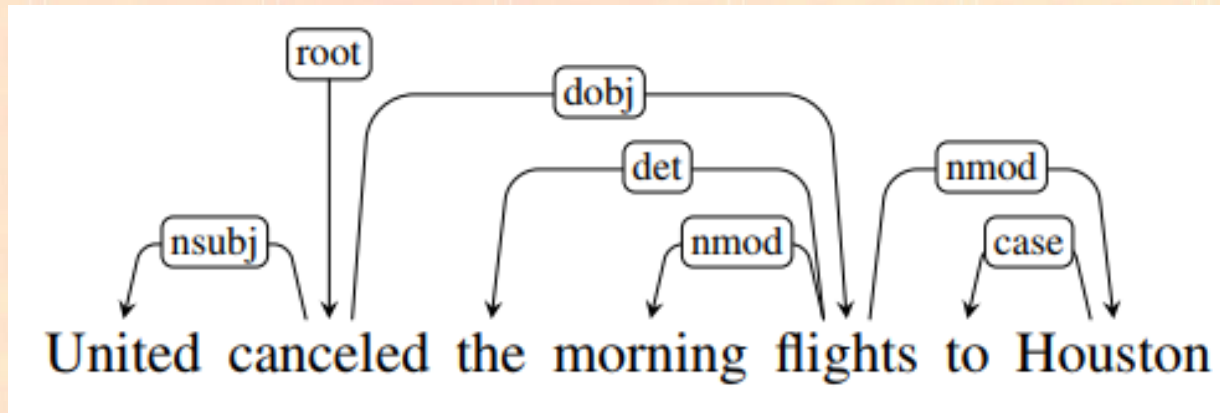 root
dobj
det nmod
nsubj nmod case
United canceled the morning flights to Houston